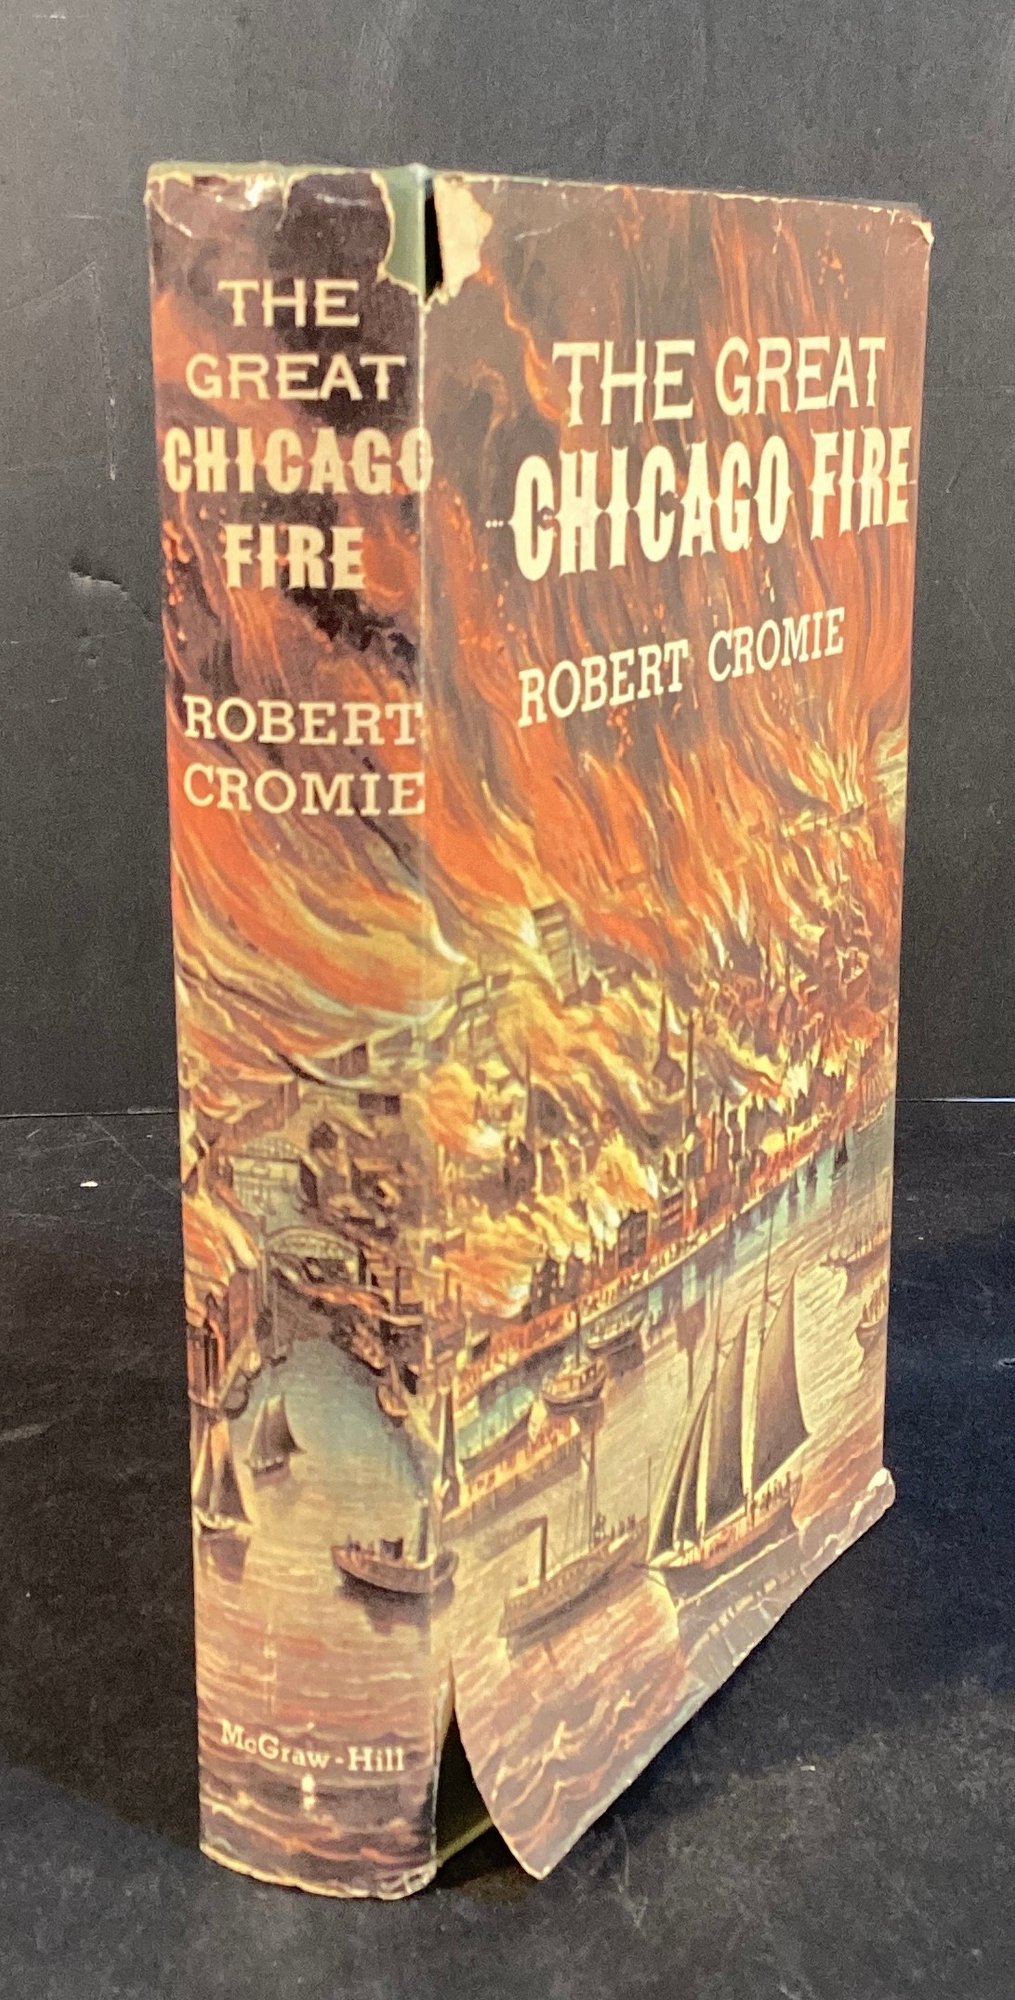 THE
GREAT
CHICAGO
FIRE
ROBERT
CROMIE
McGraw-Hill
THE GREAT
CHICAGO FIRE
ROBERT CROMIE